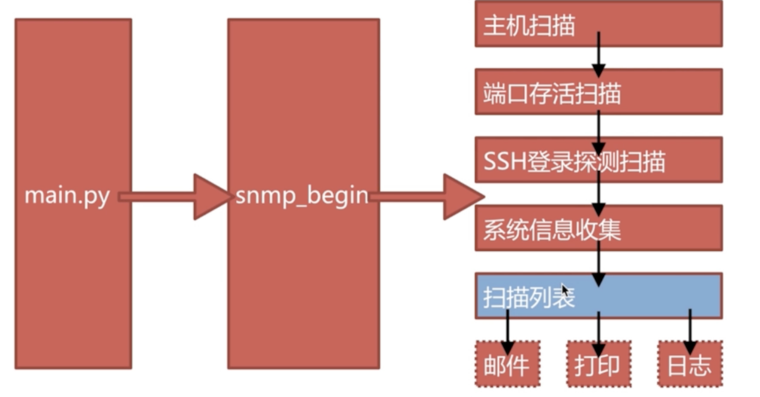 main.py
snmp_begin
主机扫描
端口存活扫描
SSH登录探测扫描
系统信息收集
扫描列表
邮件
打印
日志